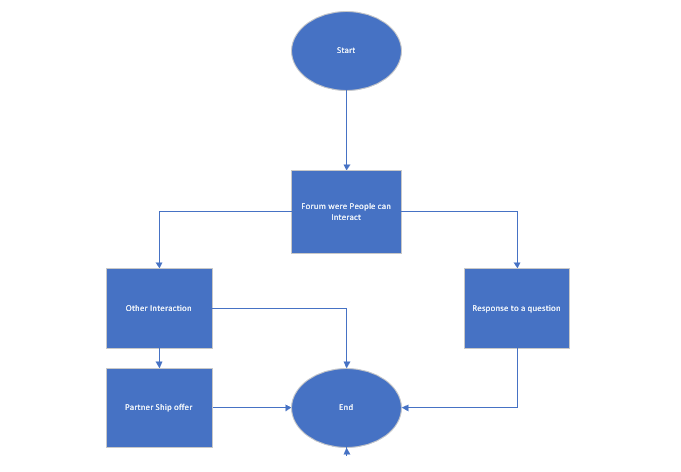 Start
Forum were People can
Interact
Other Interaction
Response to a question
Partner Ship offer
End